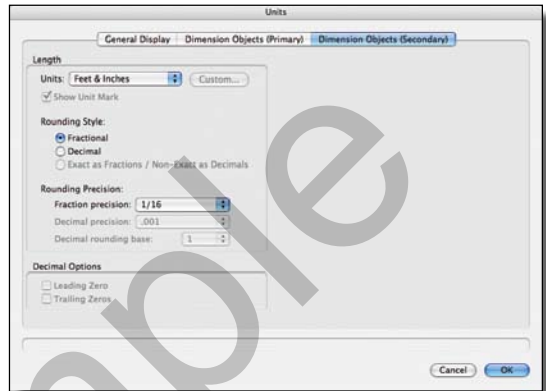 Units
General Display Dimension Objects (Primary) Dimension Objects (Secondary)
Length
Units: Feet & Inches Custom...
Show Unit Mark
Rounding Style:
Fractional
Decimal
Exact as Fractions / Non-Exact as Decimals
Rounding Precision:
Fraction precision: 1/16
Decimal precision: .001
Decimal rounding base: 1
Decimal Options
Leading Zero
Trailing Zeros
Cancel OK